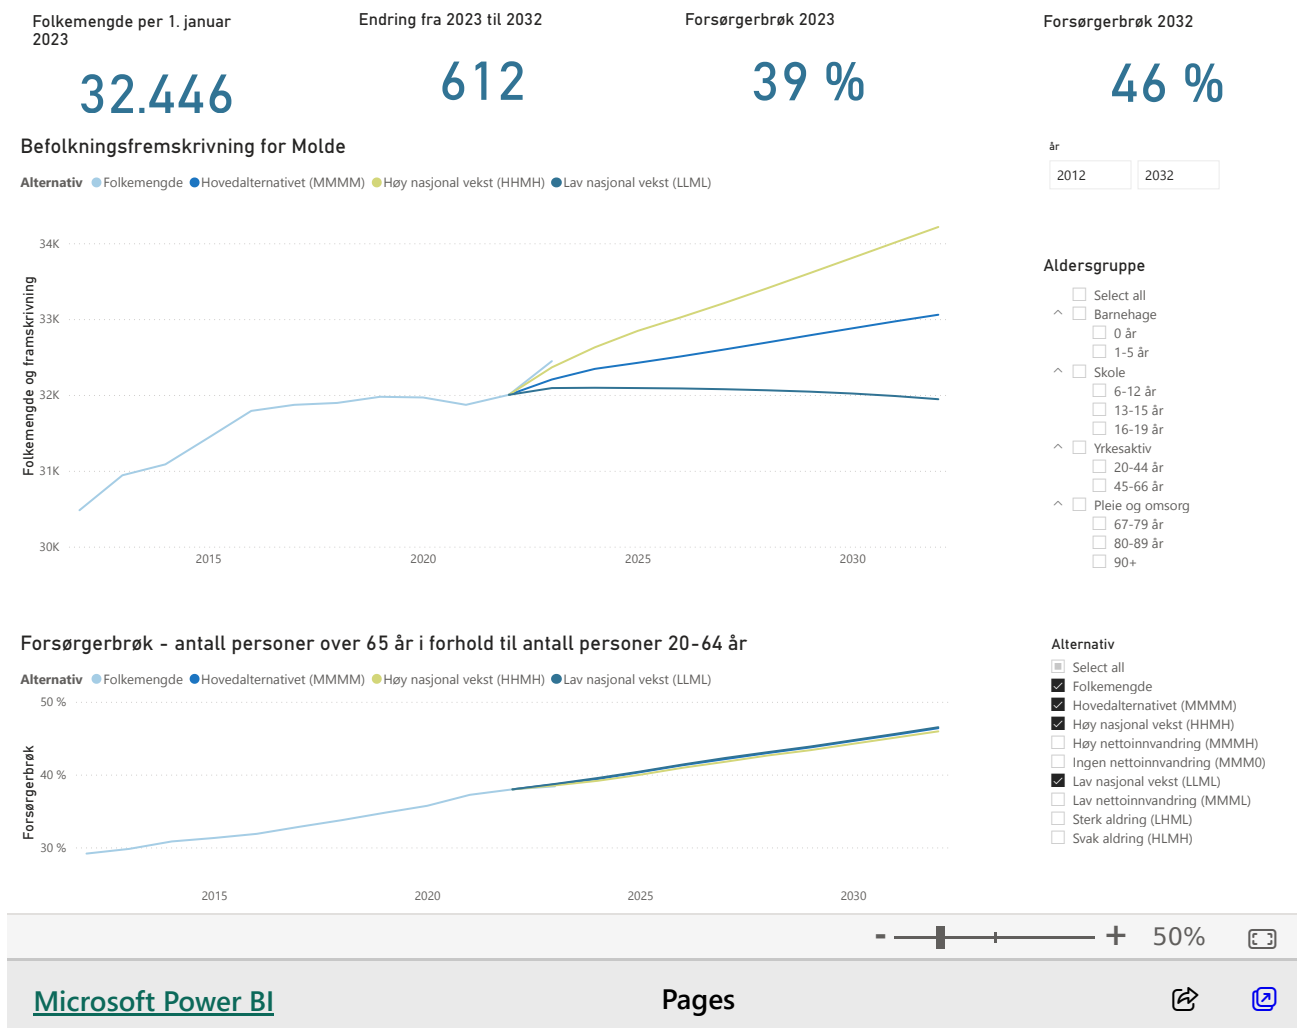 Folkemengde per 1. januar
2023
32.446
Endring fra 2023 til 2032
612
Forsørgerbrøk 2023
39 %
Forsørgerbrøk 2032
46 %
Befolkningsfremskrivning for Molde
Alternativ Folkemengde Hovedalternativet (MMMM) Høy nasjonal vekst (HHMH) Lav nasjonal vekst (LLML)
Folkemengde og framskrivning
34K
33K
32K
31K
30K
2015 2020 2025 2030
år
2012 2032
Aldersgruppe
Select all
Barnehage
0 år
1-5 år
Skole
6-12 år
13-15 år
16-19 år
Yrkesaktiv
20-44 år
45-66 år
Pleie og omsorg
67-79 år
80-89 år
90+
Forsørgerbrøk - antall personer over 65 år i forhold til antall personer 20-64 år
Alternativ Folkemengde Hovedalternativet (MMMM) Høy nasjonal vekst (HHMH) Lav nasjonal vekst (LLML)
Forsørgerbrøk
50 %
40 %
30 %
2015 2020 2025 2030
Alternativ
Select all
Folkemengde
Hovedalternativet (MMMM)
Høy nasjonal vekst (HHMH)
Høy nettoinnvandring (MMMH)
Ingen nettoinnvandring (MMM0)
Lav nasjonal vekst (LLML)
Lav nettoinnvandring (MMML)
Sterk aldring (LHML)
Svak aldring (HLMH)
- + 50%
Microsoft Power BI Pages